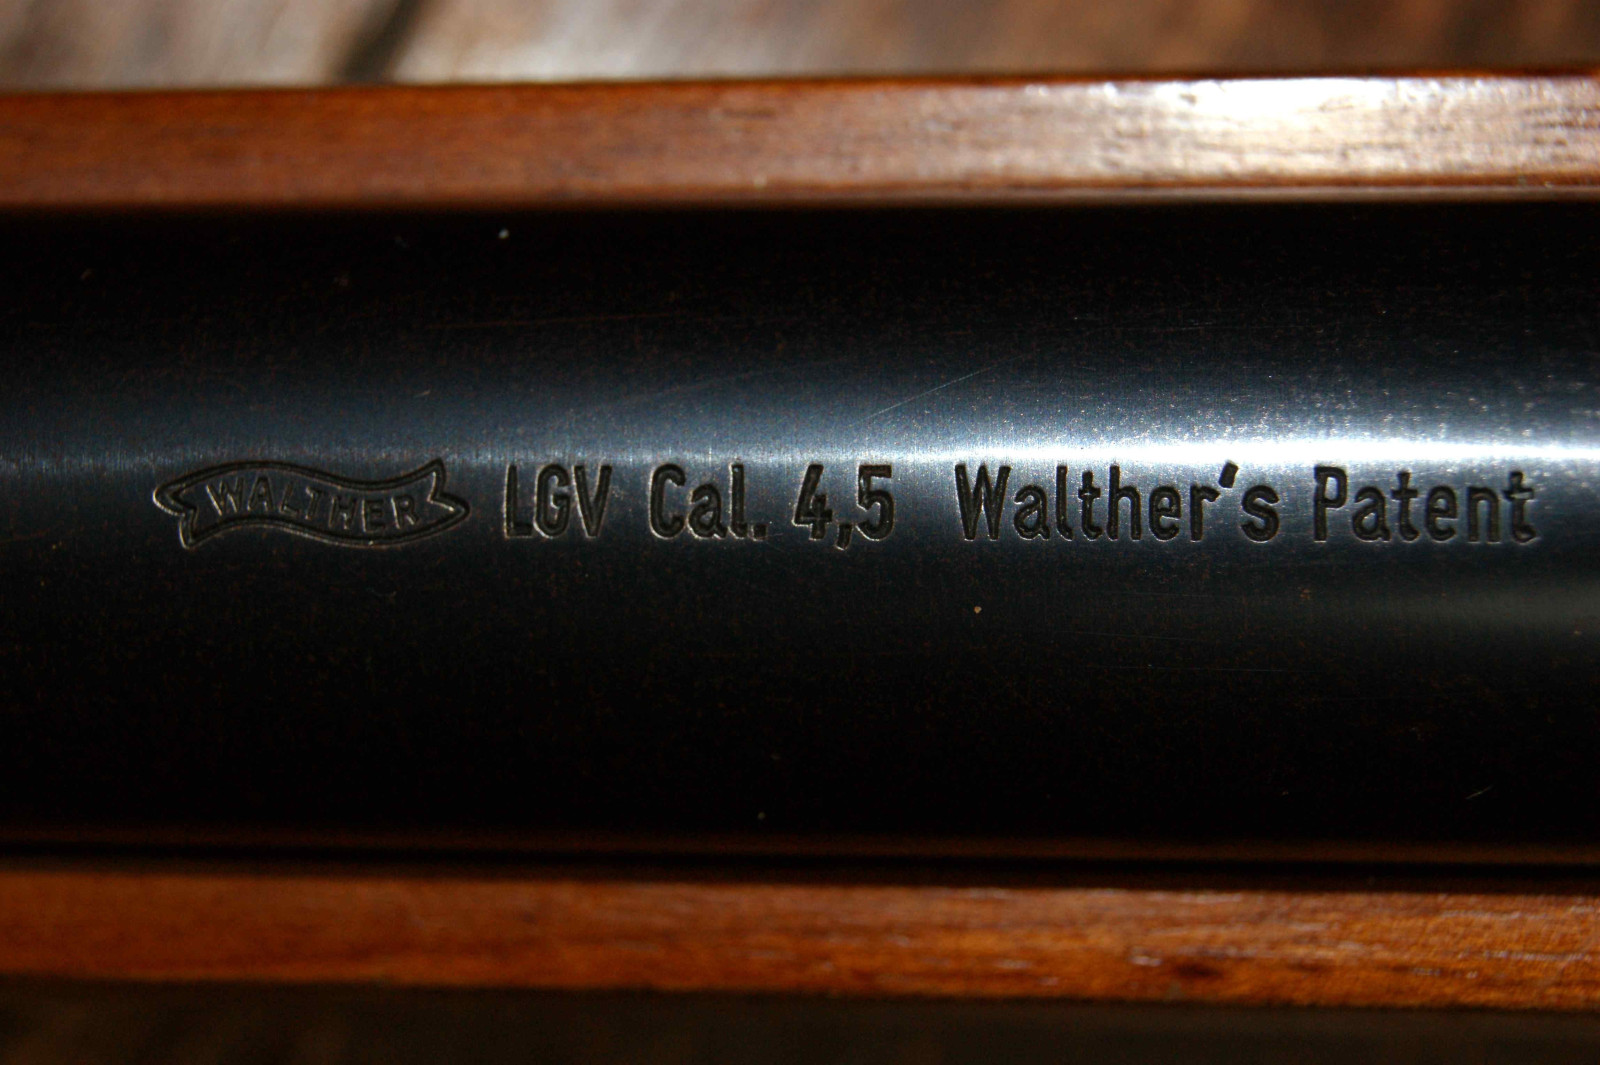 WALTHER LGV Cal. 4,5 Walther's Patent